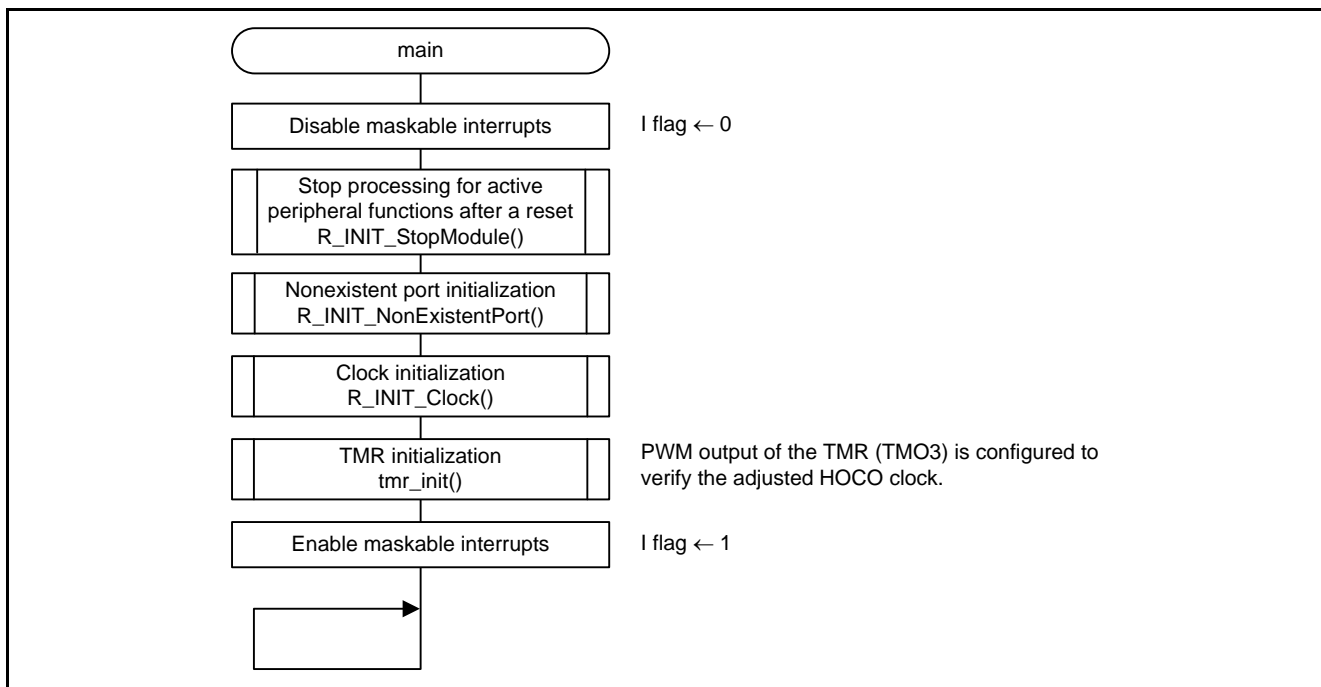 main
Disable maskable interrupts
I flag ← 0
Stop processing for active
peripheral functions after a reset
R_INIT_StopModule()
Nonexistent port initialization
R_INIT_NonExistentPort()
Clock initialization
R_INIT_Clock()
TMR initialization
tmr_init()
PWM output of the TMR (TMO3) is configured to
verify the adjusted HOCO clock.
Enable maskable interrupts
I flag ← 1